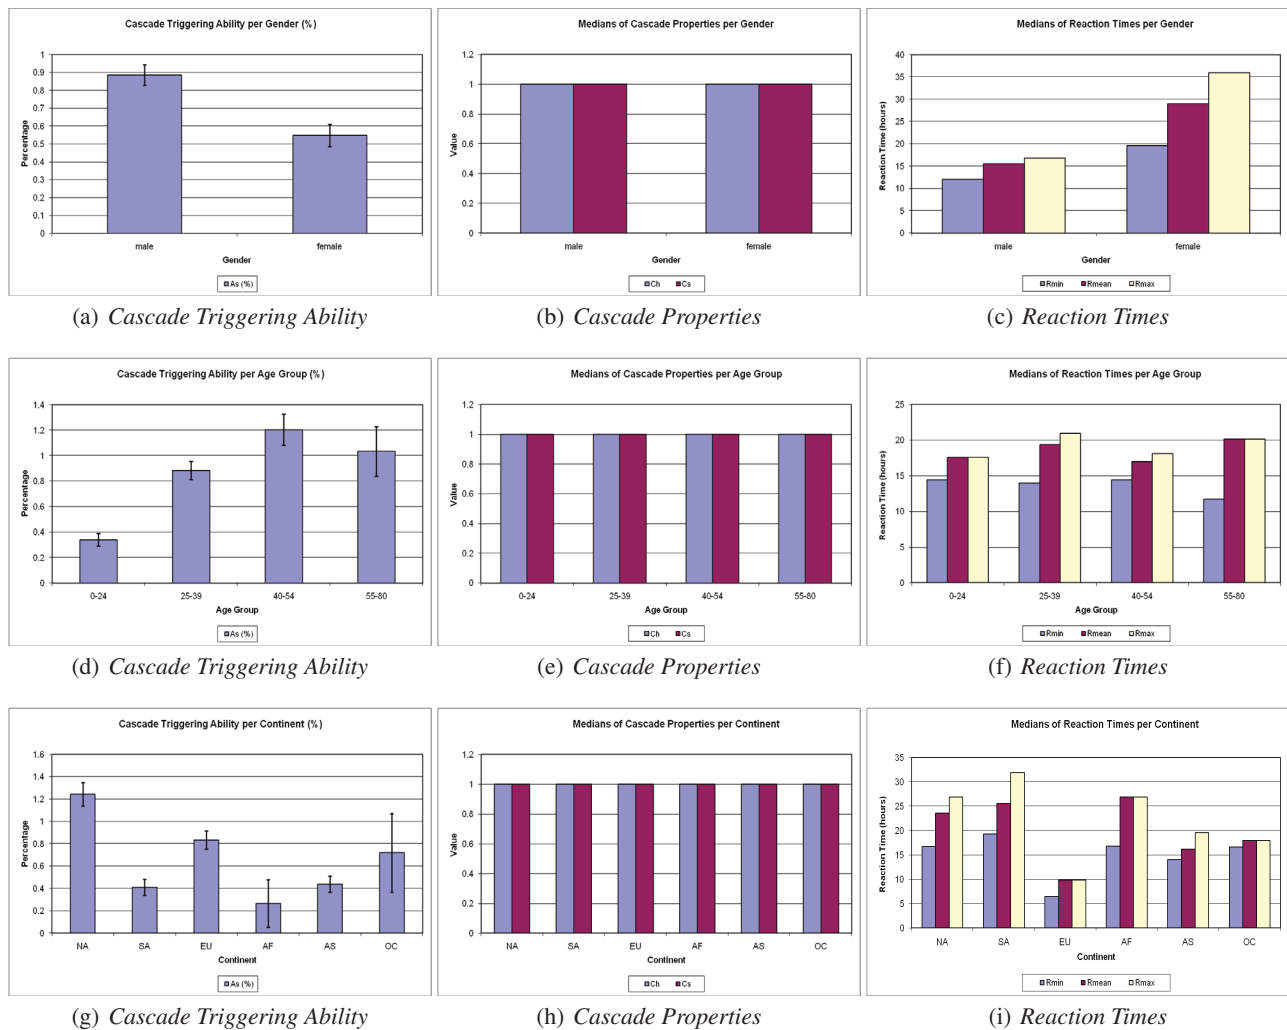 Cascade Triggering Ability per Gender (%)
Percentage
1
0.9
0.8
0.7
0.6
0.5
0.4
0.3
0.2
0.1
0
male female
Gender
As (%)
(a) Cascade Triggering Ability
Medians of Cascade Properties per Gender
Value
1.2
1
0.8
0.6
0.4
0.2
0
male female
Gender
Ch Cs
(b) Cascade Properties
Medians of Reaction Times per Gender
Reaction Time (hours)
40
35
30
25
20
15
10
5
0
male female
Gender
Rmin Rmean Rmax
(c) Reaction Times
Cascade Triggering Ability per Age Group (%)
Percentage
1.4
1.2
1
0.8
0.6
0.4
0.2
0
0-24 25-39 40-54 55-80
Age Group
As (%)
(d) Cascade Triggering Ability
Medians of Cascade Properties per Age Group
Value
1.2
1
0.8
0.6
0.4
0.2
0
0-24 25-39 40-54 55-80
Age Group
Ch Cs
(e) Cascade Properties
Medians of Reaction Times per Age Group
Reaction Time (hours)
25
20
15
10
5
0
0-24 25-39 40-54 55-80
Age Group
Rmin Rmean Rmax
(f) Reaction Times
Cascade Triggering Ability per Continent (%)
Percentage
1.6
1.4
1.2
1
0.8
0.6
0.4
0.2
0
NA SA EU AF AS OC
Continent
As (%)
(g) Cascade Triggering Ability
Medians of Cascade Properties per Continent
Value
1.2
1
0.8
0.6
0.4
0.2
0
NA SA EU AF AS OC
Continent
Ch Cs
(h) Cascade Properties
Medians of Reaction Times per Continent
Reaction Time (hours)
35
30
25
20
15
10
5
0
NA SA EU AF AS OC
Continent
Rmin Rmean Rmax
(i) Reaction Times